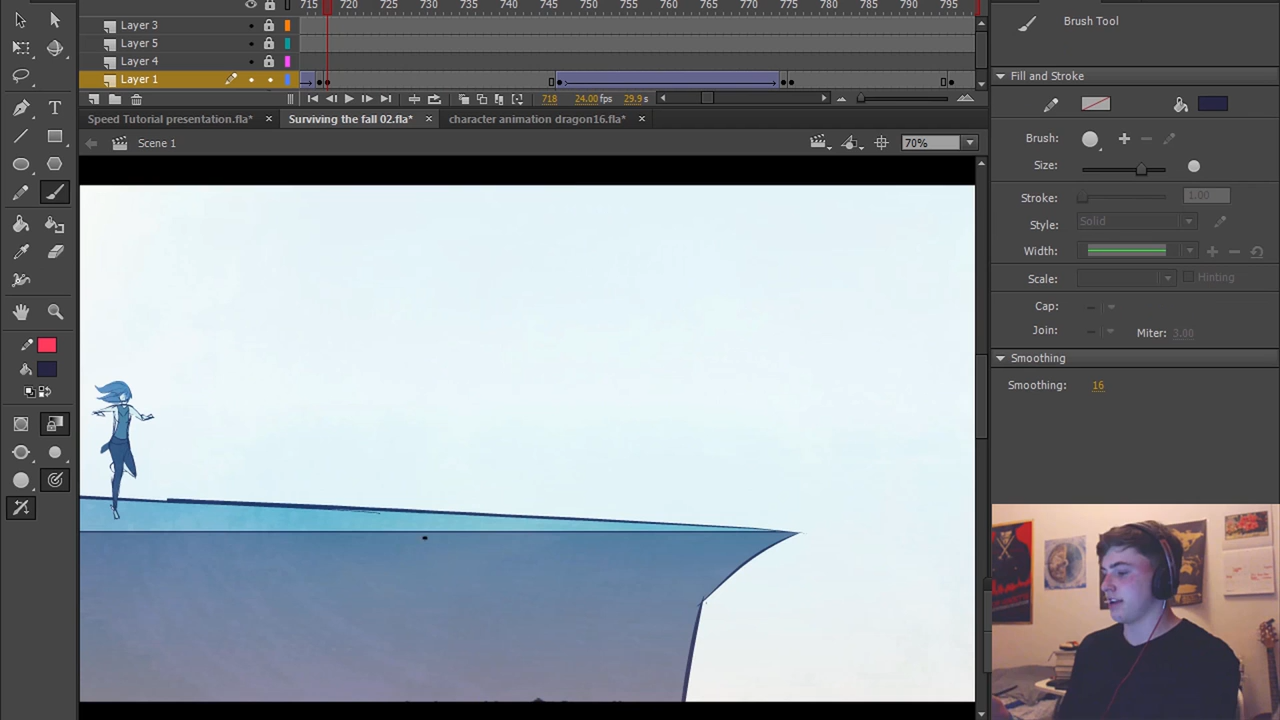 715 720 725 730 735 740 745 750 755 760 765 770 775 780 785 790 795
Brush Tool
Layer 3
Layer 5
Layer 4
Layer 1
Fill and Stroke
718 24.00 fps 29.9 s
Speed Tutorial presentation.fla* × Surviving the fall 02.fla* × character animation dragon16.fla* ×
Scene 1
70%
Brush:
Size:
Stroke: 1.00
Style: Solid
Width:
Scale: Hinting
Cap:
Join: Miter: 3.00
Smoothing
Smoothing: 16
T